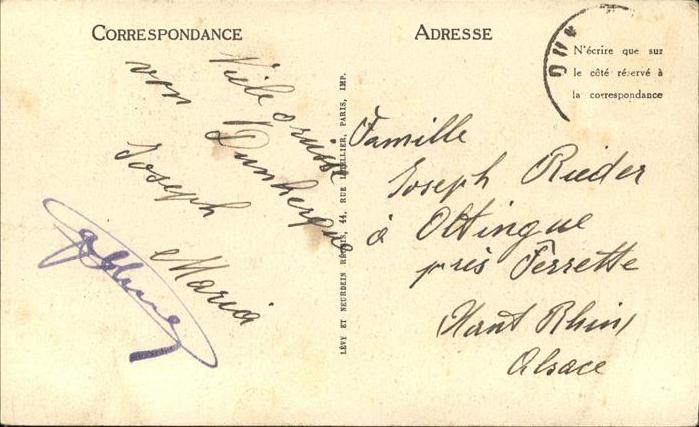 CORRESPONDANCE
ADRESSE
N'écrire que sur
le côté réservé à
la correspondance
Viele
von Dunkerque
Joseph
Maria
LÉVY ET NEURDEIN RÉUNIS, 44, RUE LETELLIER, PARIS, IMP.
Famille
Joseph Rieder
à Oltingue
près Ferrette
Haut Rhin
Alsace